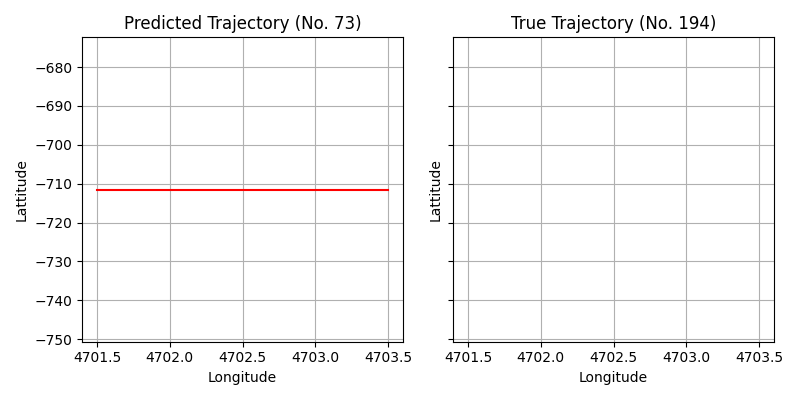 Predicted Trajectory (No. 73)
True Trajectory (No. 194)
Lattitude
−680
−690
−700
−710
−720
−730
−740
−750
4701.5 4702.0 4702.5 4703.0 4703.5
Longitude
Lattitude
4701.5 4702.0 4702.5 4703.0 4703.5
Longitude